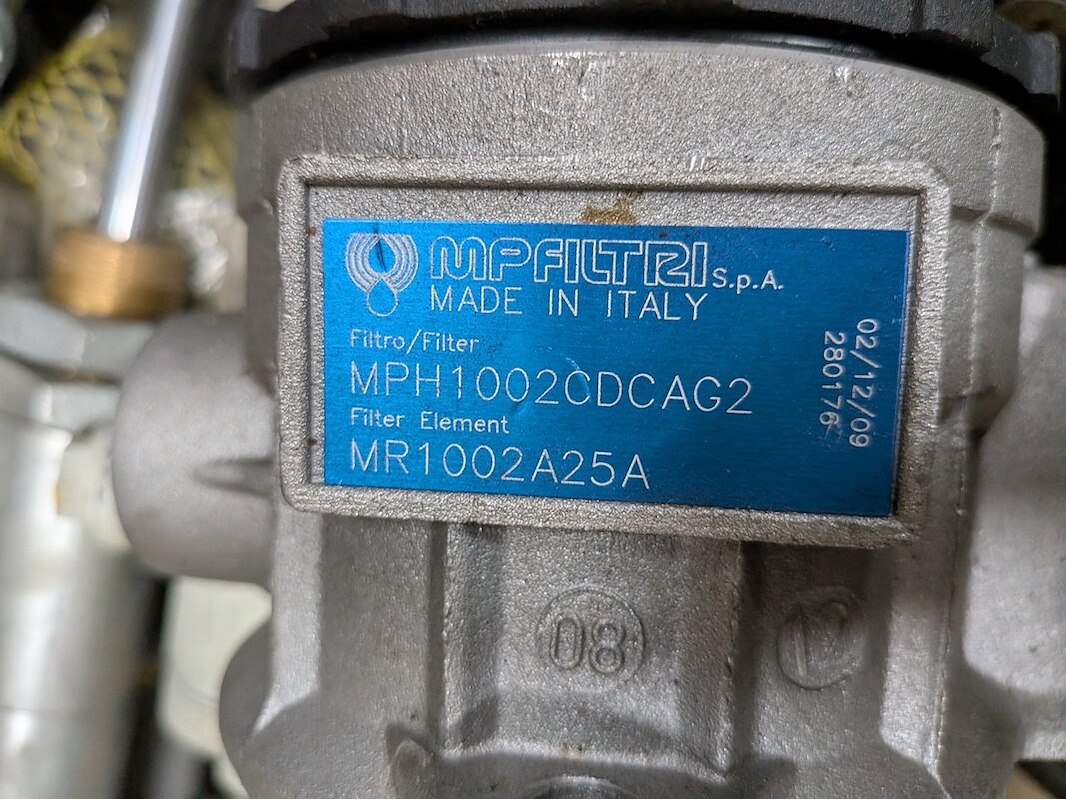 MPFILTRI S.p.A.
MADE IN ITALY
Filtro/Filter
MPH1002CDCAG2
Filter Element
MR1002A25A
02/12/09
280176
08